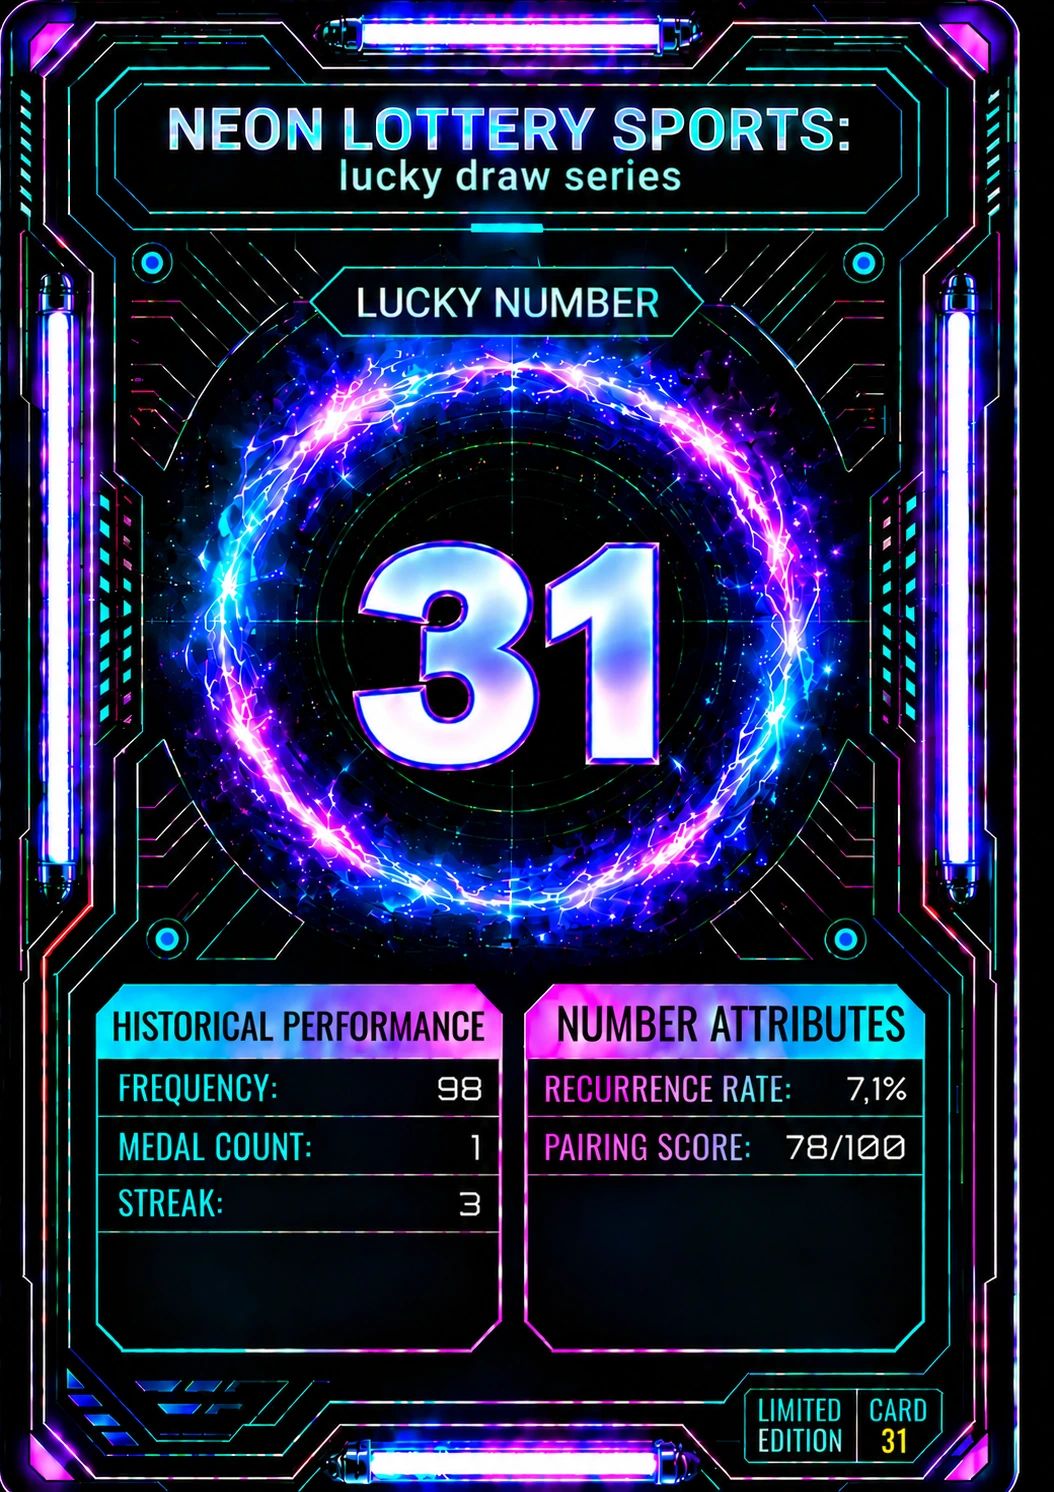 NEON LOTTERY SPORTS:
lucky draw series
LUCKY NUMBER
31
HISTORICAL PERFORMANCE
FREQUENCY: 98
MEDAL COUNT: 1
STREAK: 3
NUMBER ATTRIBUTES
RECURRENCE RATE: 7,1%
PAIRING SCORE: 78/100
LIMITED
EDITION
CARD
31